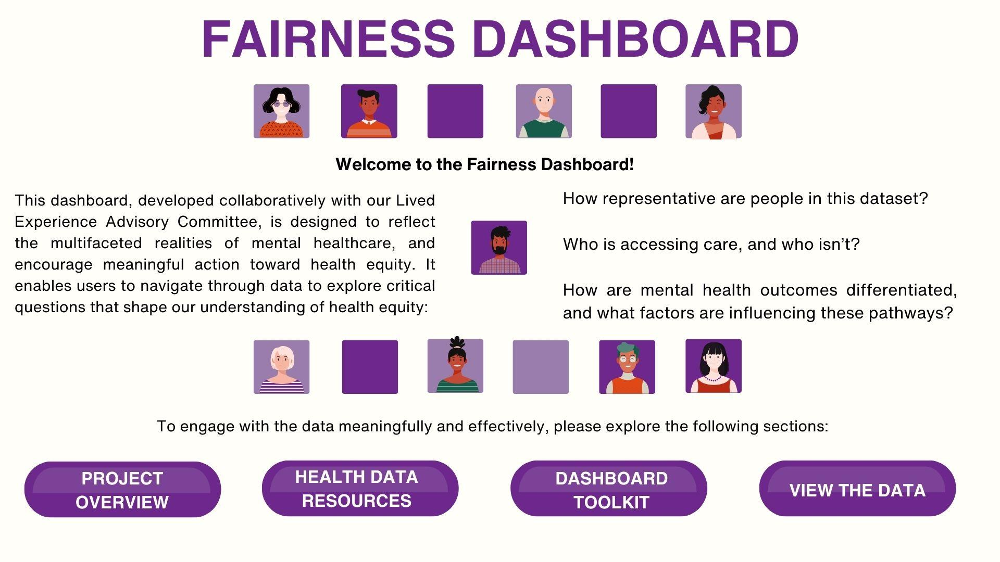 FAIRNESS DASHBOARD
Welcome to the Fairness Dashboard!
This dashboard, developed collaboratively with our Lived
Experience Advisory Committee, is designed to reflect
the multifaceted realities of mental healthcare, and
encourage meaningful action toward health equity. It
enables users to navigate through data to explore critical
questions that shape our understanding of health equity:
How representative are people in this dataset?
Who is accessing care, and who isn’t?
How are mental health outcomes differentiated,
and what factors are influencing these pathways?
To engage with the data meaningfully and effectively, please explore the following sections:
PROJECT
OVERVIEW
HEALTH DATA
RESOURCES
DASHBOARD
TOOLKIT
VIEW THE DATA